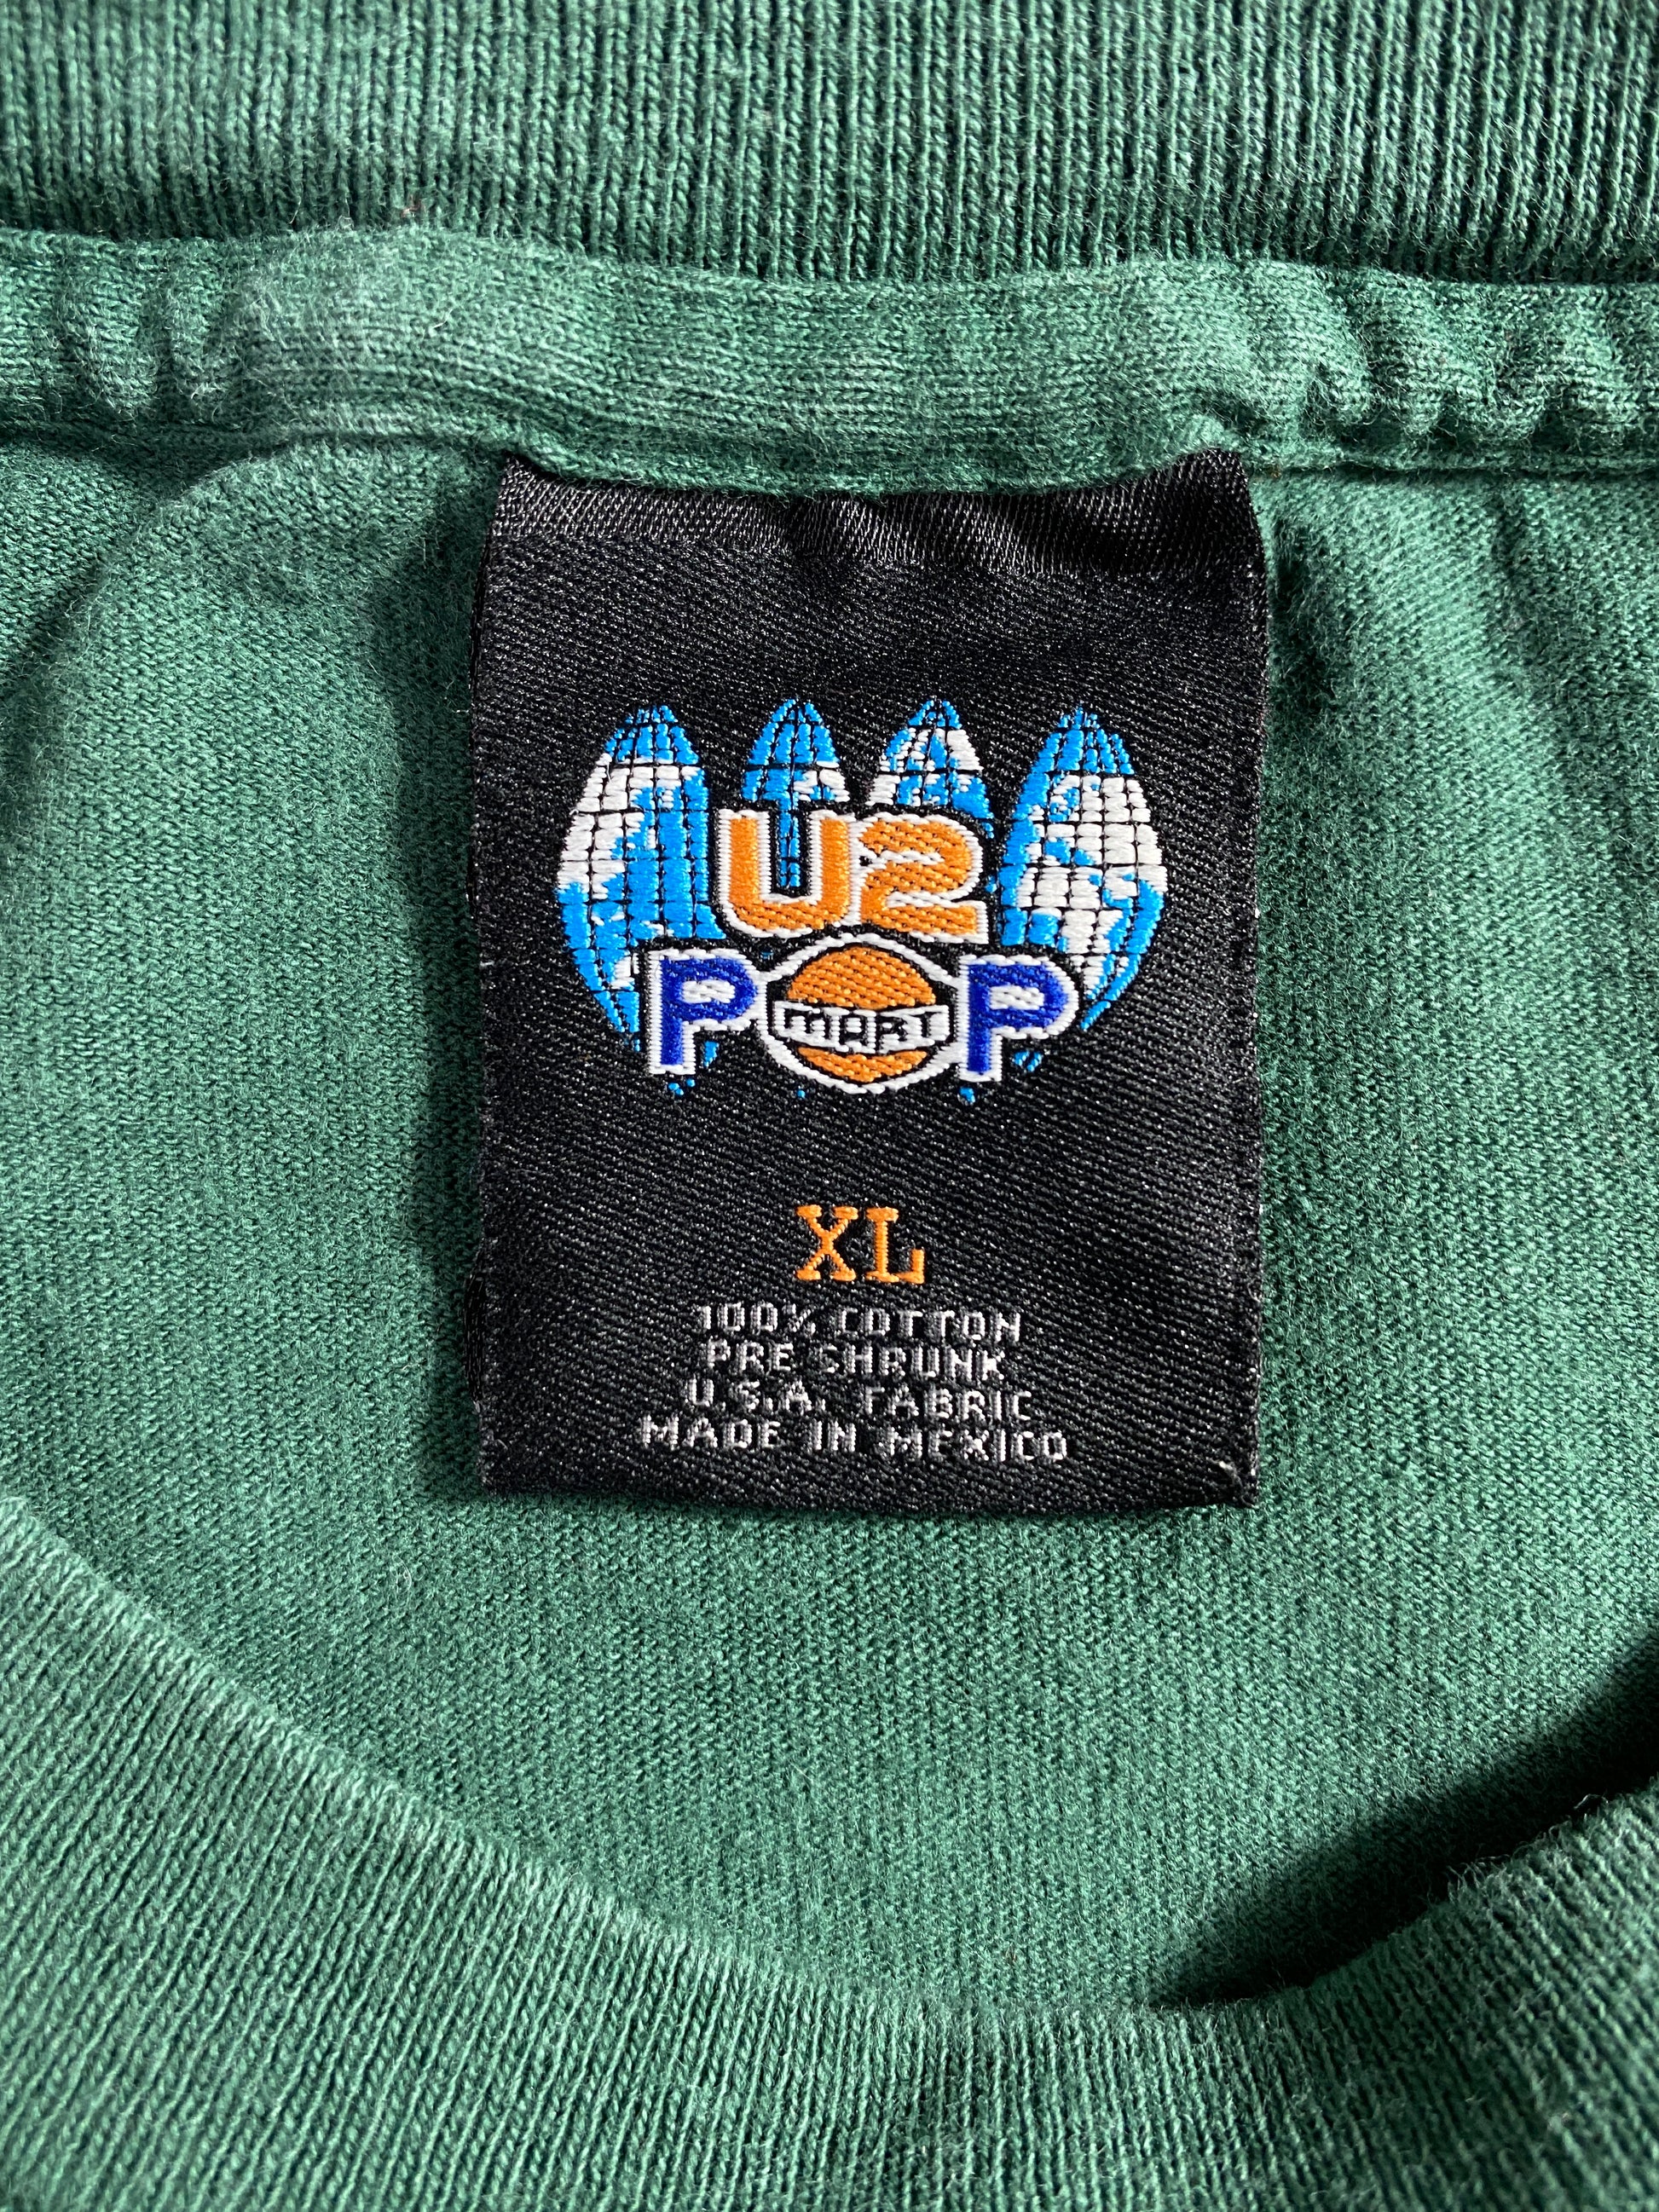 U2
POP
MART
XL
100% COTTON
PRE SHRUNK
U.S.A. FABRIC
MADE IN MEXICO